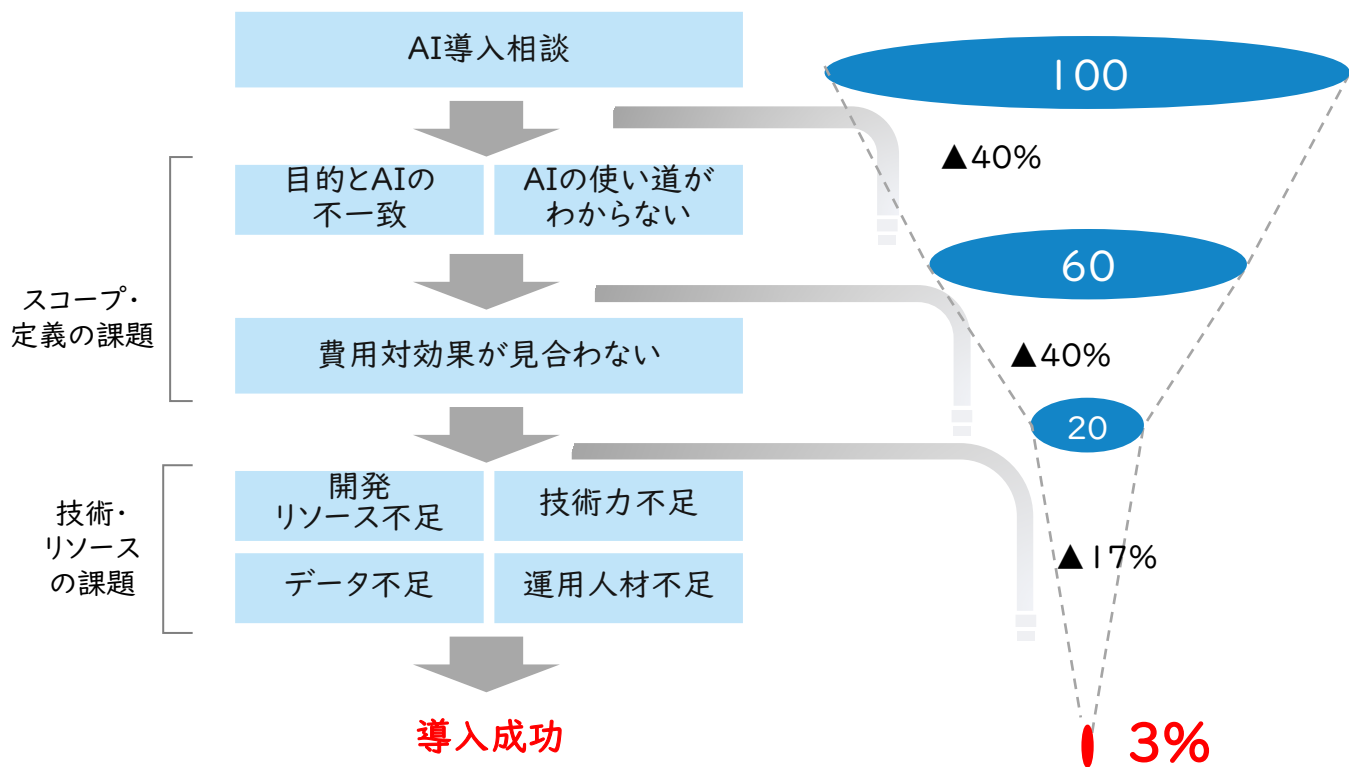 AI導入相談
100
▲40%
目的とAIの
不一致
AIの使い道が
わからない
60
スコープ・
定義の課題
費用対効果が見合わない
▲40%
20
技術・
リソース
の課題
開発
リソース不足
技術力不足
データ不足
運用人材不足
▲17%
導入成功
3%